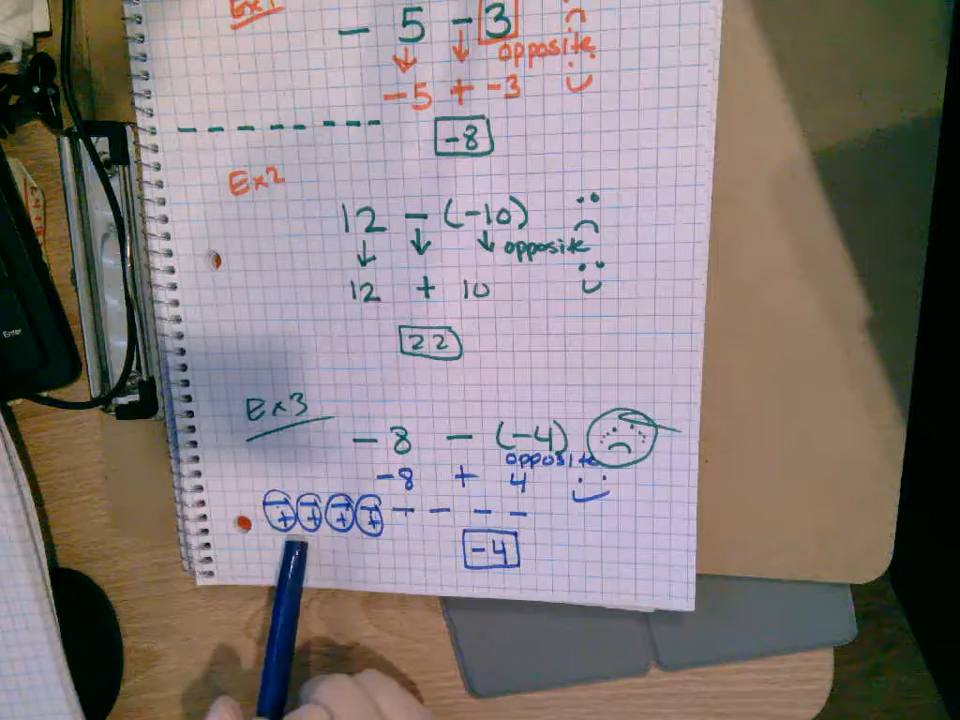 Ex1
- 5 - 3
opposite
-5 + -3
- - - - - - - -
-8
Ex2
12 - (-10)
opposite
12 + 10
22
Ex3
-8 - (-4)
opposite
-8 + 4
- - - - - - - -
+ + + +
-4
Enter